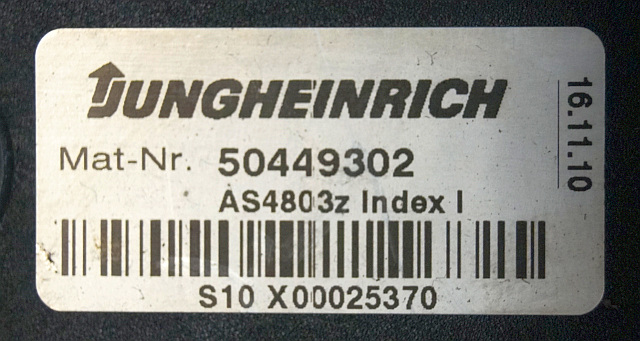 JUNGHEINRICH
Mat-Nr. 50449302
AS4803z Index I
S10 X00025370
16.11.10